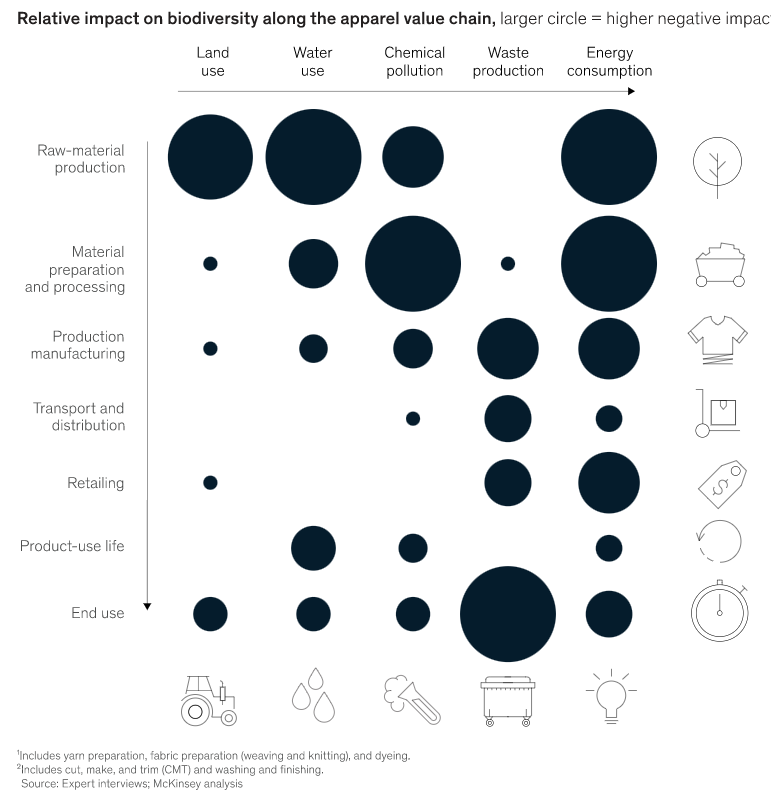 Relative impact on biodiversity along the apparel value chain, larger circle = higher negative impac
Land
use
Water
use
Chemical
pollution
Waste
production
Energy
consumption
Raw-material
production
Material
preparation
and processing
Production
manufacturing
Transport and
distribution
Retailing
$
Product-use life
End use
¹Includes yarn preparation, fabric preparation (weaving and knitting), and dyeing.
²Includes cut, make, and trim (CMT) and washing and finishing.
Source: Expert interviews; McKinsey analysis